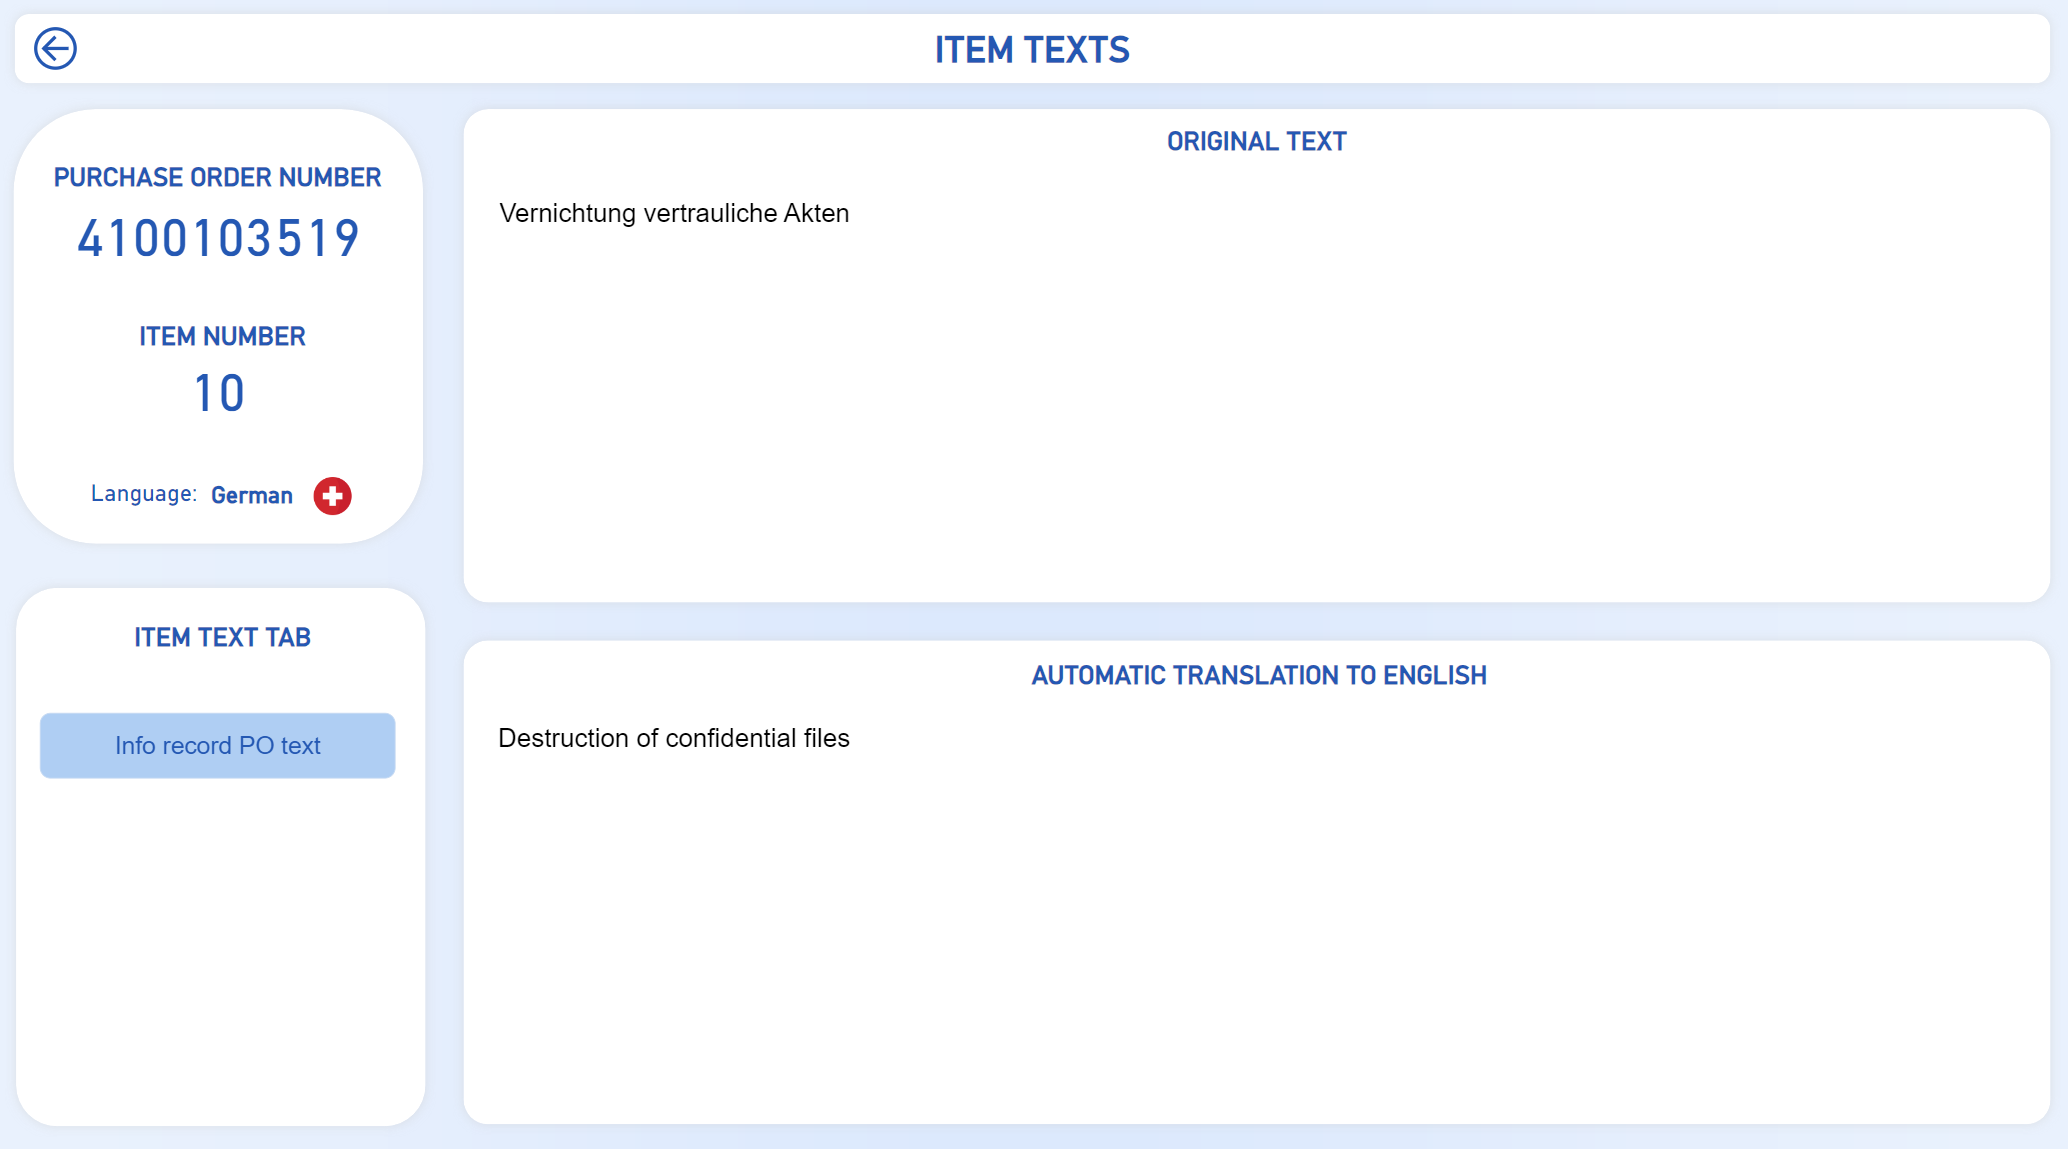 ITEM TEXTS
PURCHASE ORDER NUMBER
4100103519
ITEM NUMBER
10
Language: German
ITEM TEXT TAB
Info record PO text
ORIGINAL TEXT
Vernichtung vertrauliche Akten
AUTOMATIC TRANSLATION TO ENGLISH
Destruction of confidential files